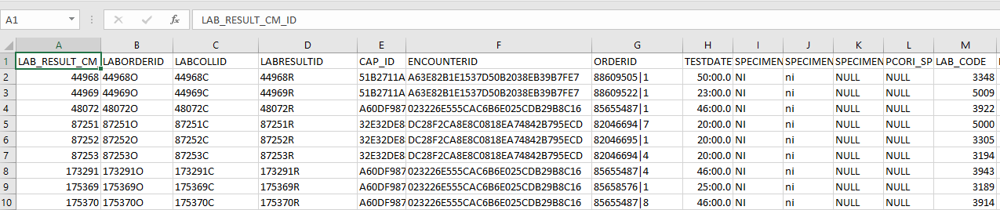 A1 fx LAB_RESULT_CM_ID
A B C D E F G H I J K L M
1 LAB_RESULT_CM_ LABORDERID LABCOLLID LABRESULTID CAP_ID ENCOUNTERID ORDERID TESTDATE SPECIMEN SPECIMEN SPECIMEN PCORI_SP LAB_CODE
2 44968 44968O 44968C 44968R 51B2711A A63E82B1E1537D50B2038EB39B7FE7 88609505|1 50:00.0 NI ni NULL NULL 3348
3 44969 44969O 44969C 44969R 51B2711A A63E82B1E1537D50B2038EB39B7FE7 88609522|1 23:00.0 NI ni NULL NULL 5009
4 48072 48072O 48072C 48072R A60DF987 023226E555CAC6B6E025CDB29B8C16 85655487|1 46:00.0 NI ni NULL NULL 3922
5 87251 87251O 87251C 87251R 32E32DE8 DC28F2CA8E8C0818EA74842B795ECD 82046694|7 20:00.0 NI ni NULL NULL 5000
6 87252 87252O 87252C 87252R 32E32DE8 DC28F2CA8E8C0818EA74842B795ECD 82046695|1 20:00.0 NI ni NULL NULL 3305
7 87253 87253O 87253C 87253R 32E32DE8 DC28F2CA8E8C0818EA74842B795ECD 82046694|4 20:00.0 NI ni NULL NULL 3194
8 173291 173291O 173291C 173291R A60DF987 023226E555CAC6B6E025CDB29B8C16 85655487|4 46:00.0 NI ni NULL NULL 3943
9 175369 175369O 175369C 175369R A60DF987 023226E555CAC6B6E025CDB29B8C16 85658576|1 25:00.0 NI ni NULL NULL 3189
10 175370 175370O 175370C 175370R A60DF987 023226E555CAC6B6E025CDB29B8C16 85655487|8 46:00.0 NI ni NULL NULL 3914